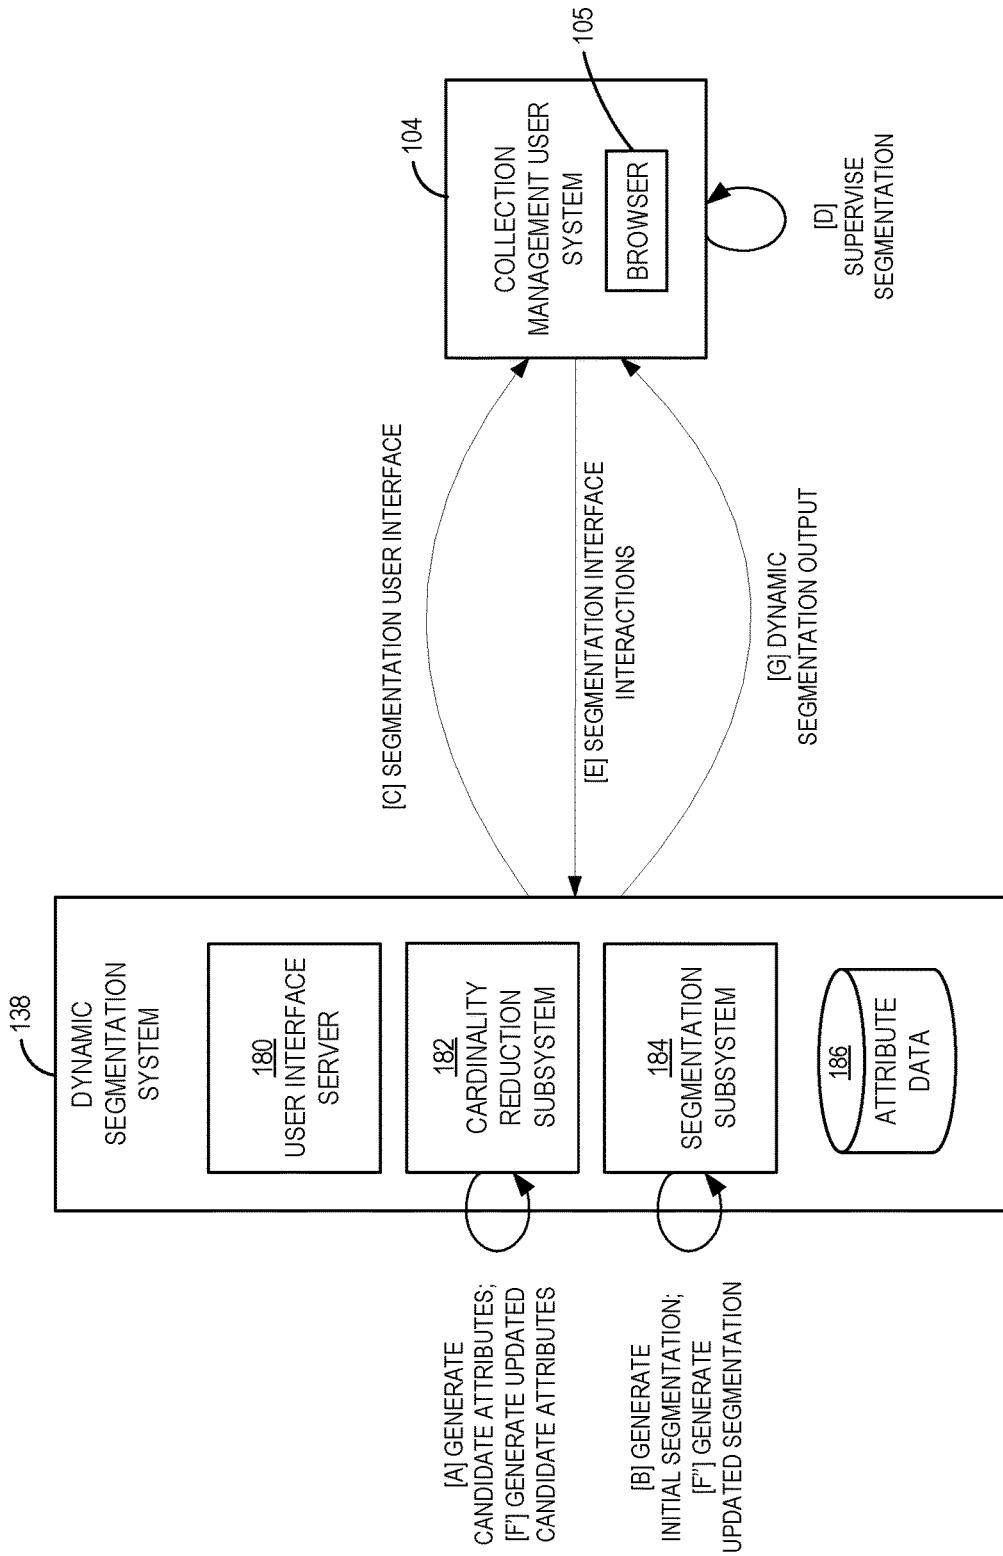 138
DYNAMIC
SEGMENTATION
SYSTEM
180
USER INTERFACE
SERVER
182
CARDINALITY
REDUCTION
SUBSYSTEM
184
SEGMENTATION
SUBSYSTEM
186
ATTRIBUTE
DATA
[A] GENERATE
CANDIDATE ATTRIBUTES;
[F'] GENERATE UPDATED
CANDIDATE ATTRIBUTES
[B] GENERATE
INITIAL SEGMENTATION;
[F''] GENERATE
UPDATED SEGMENTATION
[C] SEGMENTATION USER INTERFACE
[E] SEGMENTATION INTERFACE
INTERACTIONS
[G] DYNAMIC
SEGMENTATION OUTPUT
104
COLLECTION
MANAGEMENT USER
SYSTEM
BROWSER
105
[D]
SUPERVISE
SEGMENTATION